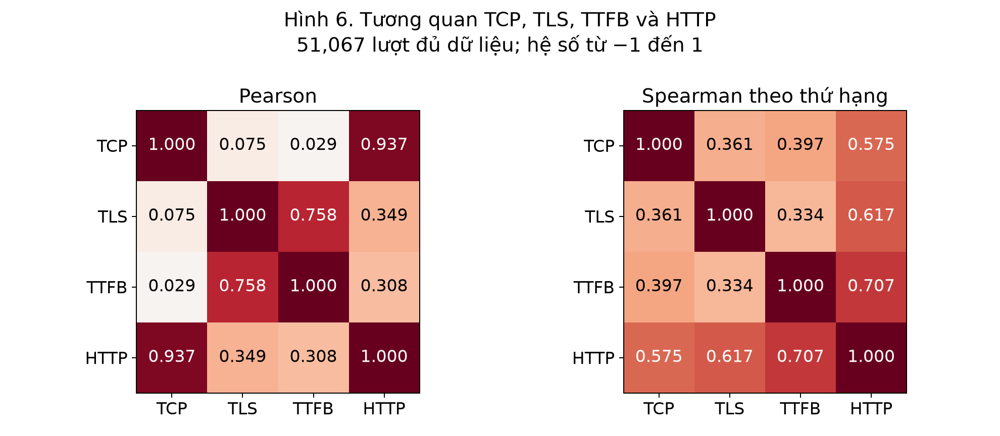 Hình 6. Tương quan TCP, TLS, TTFB và HTTP
51,067 lượt đủ dữ liệu; hệ số từ −1 đến 1
Pearson
TCP 1.000 0.075 0.029 0.937
TLS 0.075 1.000 0.758 0.349
TTFB 0.029 0.758 1.000 0.308
HTTP 0.937 0.349 0.308 1.000
TCP TLS TTFB HTTP
Spearman theo thứ hạng
TCP 1.000 0.361 0.397 0.575
TLS 0.361 1.000 0.334 0.617
TTFB 0.397 0.334 1.000 0.707
HTTP 0.575 0.617 0.707 1.000
TCP TLS TTFB HTTP